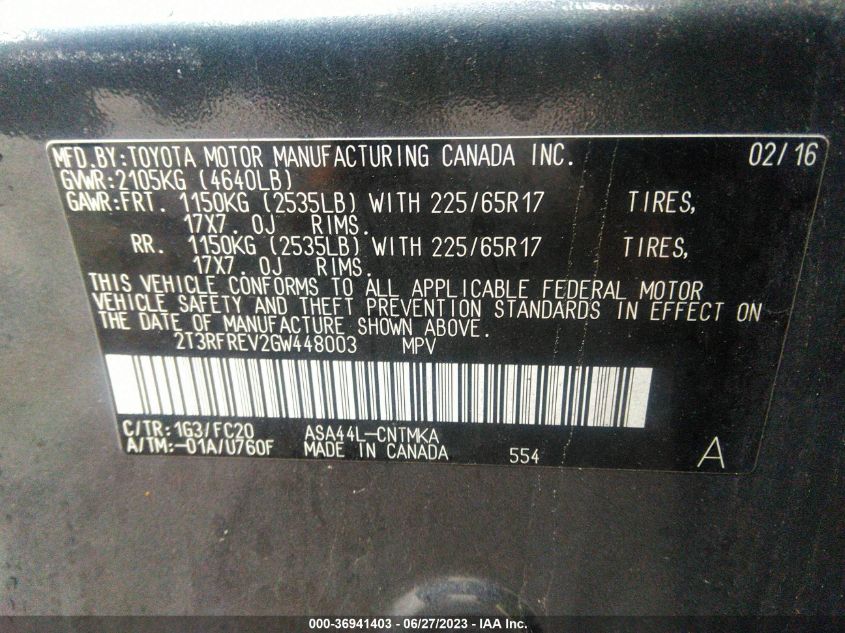 MFD.BY:TOYOTA MOTOR MANUFACTURING CANADA INC. 02/16
GVWR:2105KG (4640LB)
GAWR:FRT. 1150KG (2535LB) WITH 225/65R17 TIRES,
17X7.0J RIMS.
RR. 1150KG (2535LB) WITH 225/65R17 TIRES,
17X7.0J RIMS.
THIS VEHICLE CONFORMS TO ALL APPLICABLE FEDERAL MOTOR
VEHICLE SAFETY AND THEFT PREVENTION STANDARDS IN EFFECT ON
THE DATE OF MANUFACTURE SHOWN ABOVE.
2T3RFREV2GW448003 MPV
C/TR:1G3/FC20 ASA44L-CNTMKA
A/TM:-01A/U760F MADE IN CANADA 554 A
000-36941403 - 06/27/2023 - IAA Inc.